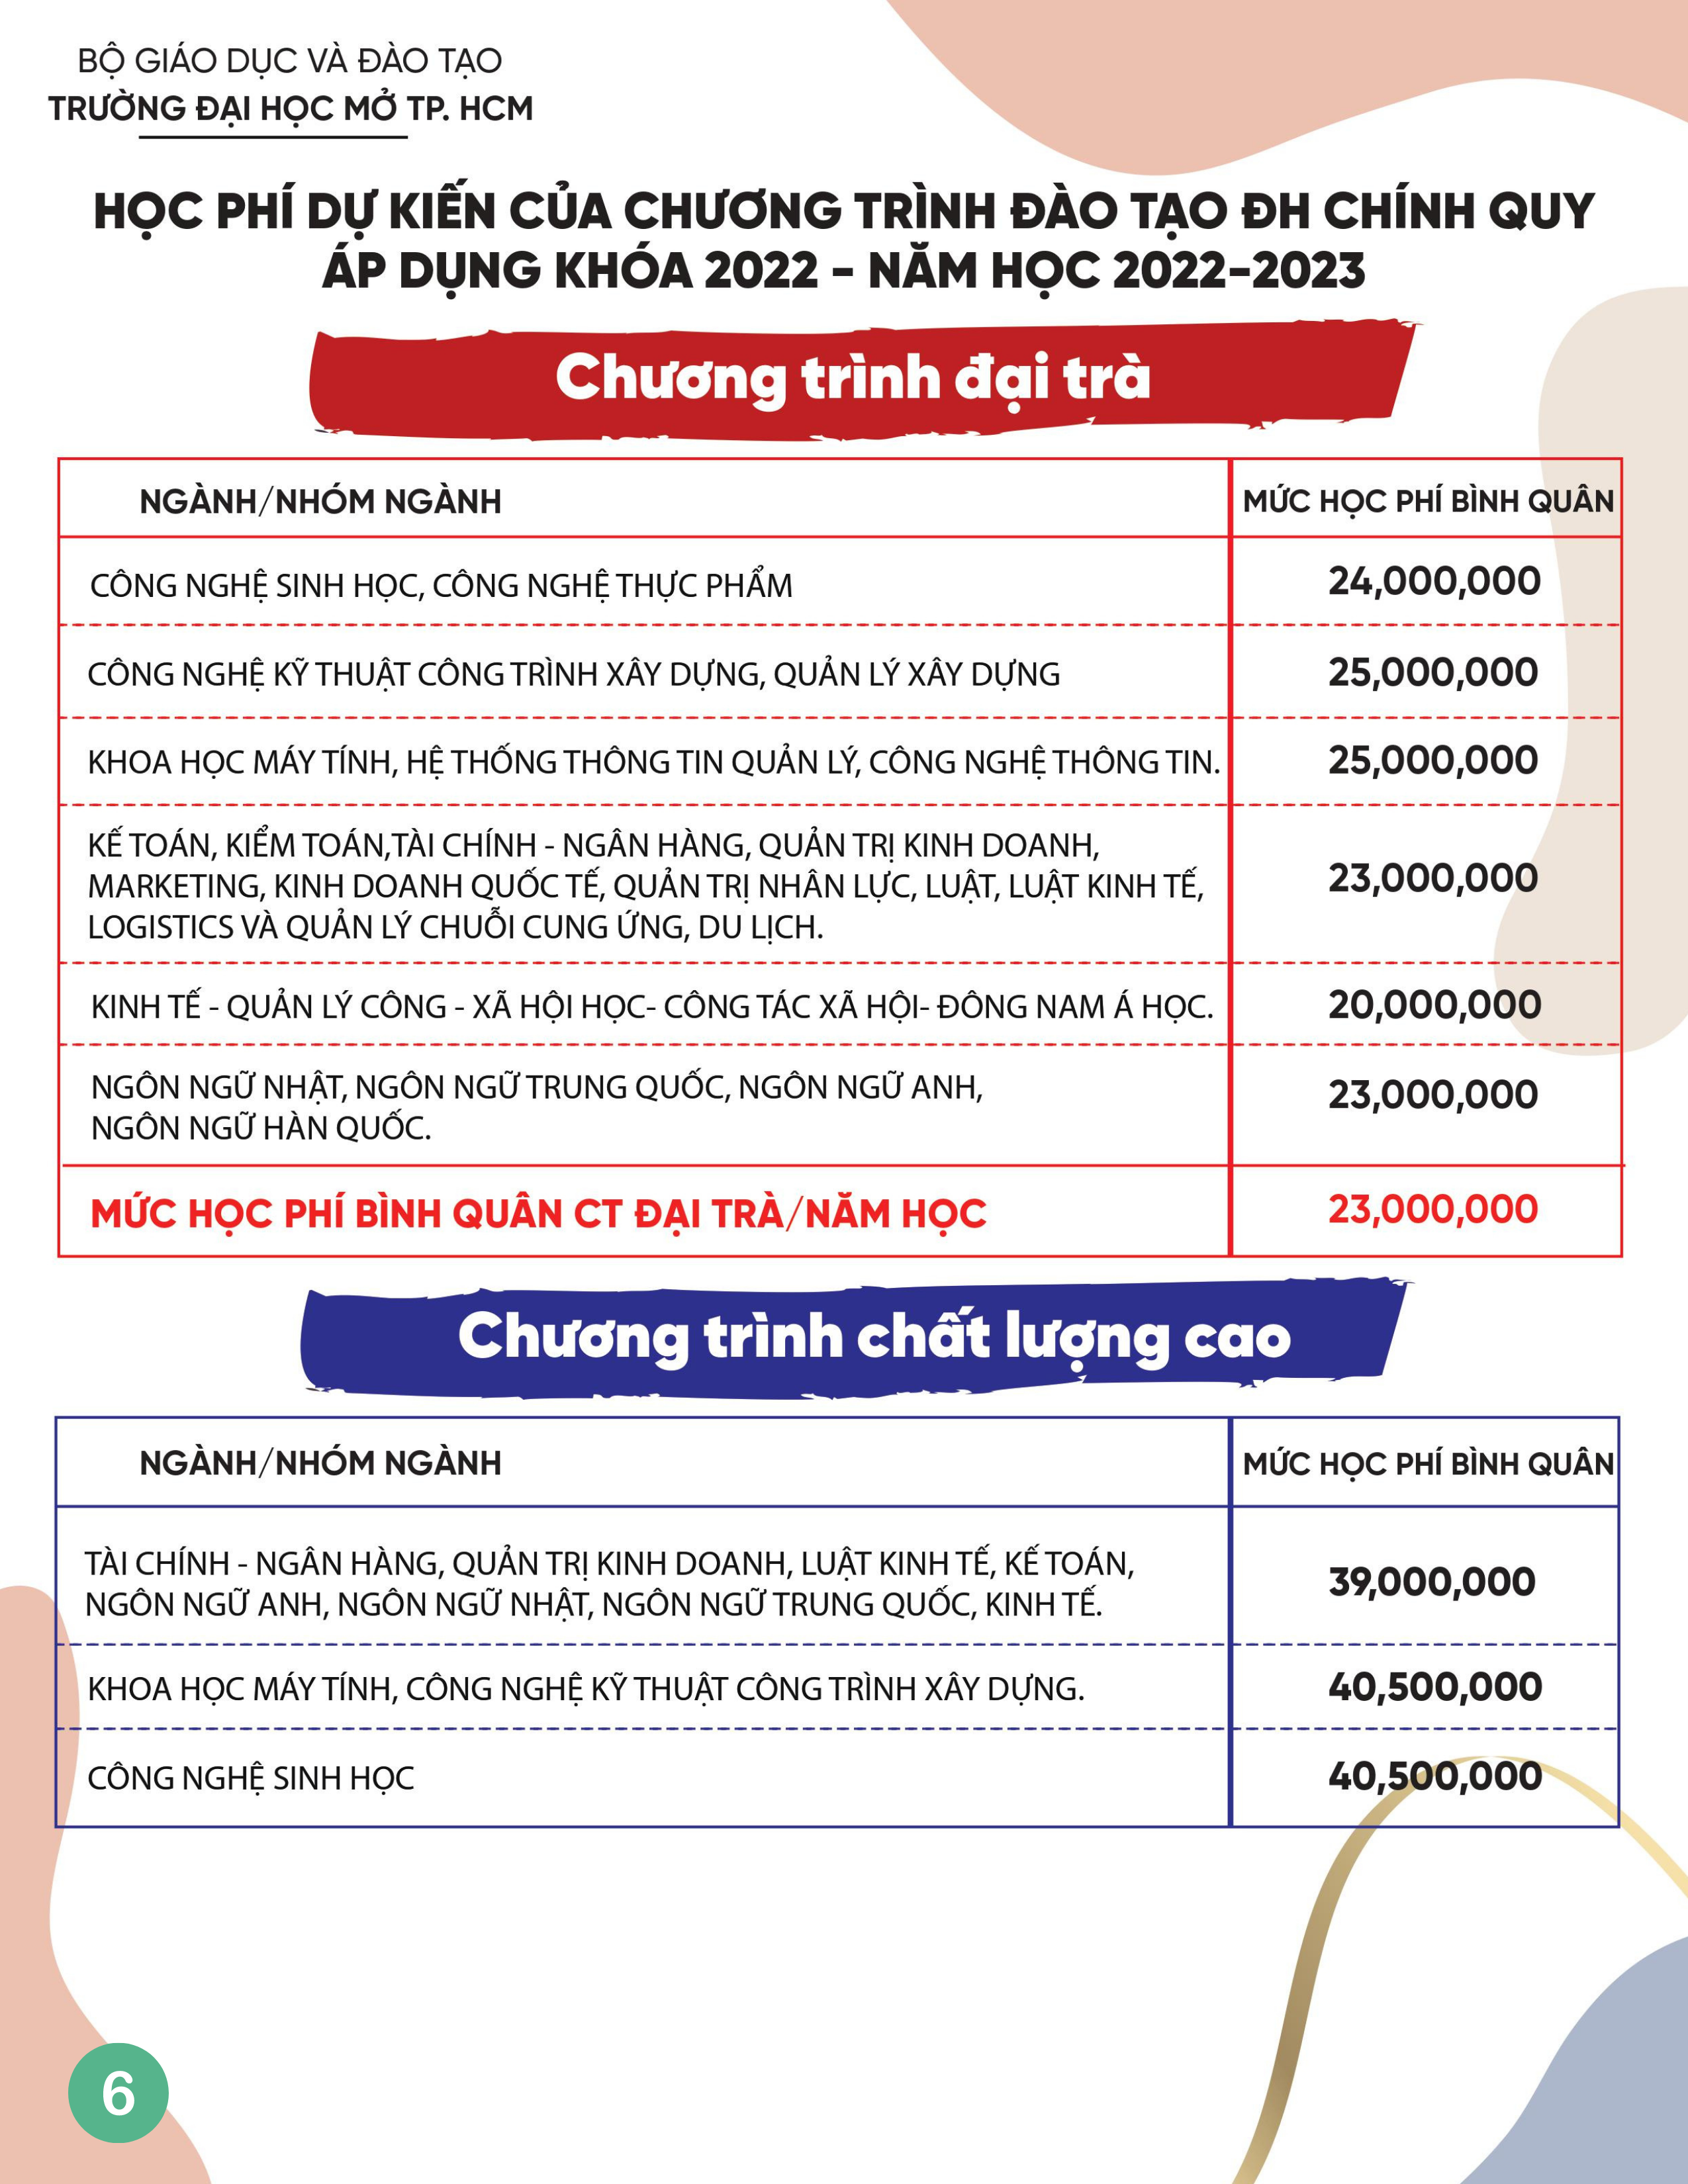 BỘ GIÁO DỤC VÀ ĐÀO TẠO
TRƯỜNG ĐẠI HỌC MỞ TP. HCM
HỌC PHÍ DỰ KIẾN CỦA CHƯƠNG TRÌNH ĐÀO TẠO ĐH CHÍNH QUY
ÁP DỤNG KHÓA 2022 - NĂM HỌC 2022-2023
Chương trình đại trà
NGÀNH/NHÓM NGÀNH MỨC HỌC PHÍ BÌNH QUÂN
CÔNG NGHỆ SINH HỌC, CÔNG NGHỆ THỰC PHẨM 24,000,000
CÔNG NGHỆ KỸ THUẬT CÔNG TRÌNH XÂY DỰNG, QUẢN LÝ XÂY DỰNG 25,000,000
KHOA HỌC MÁY TÍNH, HỆ THỐNG THÔNG TIN QUẢN LÝ, CÔNG NGHỆ THÔNG TIN. 25,000,000
KẾ TOÁN, KIỂM TOÁN,TÀI CHÍNH - NGÂN HÀNG, QUẢN TRỊ KINH DOANH,
MARKETING, KINH DOANH QUỐC TẾ, QUẢN TRỊ NHÂN LỰC, LUẬT, LUẬT KINH TẾ, 23,000,000
LOGISTICS VÀ QUẢN LÝ CHUỖI CUNG ỨNG, DU LỊCH.
KINH TẾ - QUẢN LÝ CÔNG - XÃ HỘI HỌC- CÔNG TÁC XÃ HỘI- ĐÔNG NAM Á HỌC. 20,000,000
NGÔN NGỮ NHẬT, NGÔN NGỮ TRUNG QUỐC, NGÔN NGỮ ANH, 23,000,000
NGÔN NGỮ HÀN QUỐC.
MỨC HỌC PHÍ BÌNH QUÂN CT ĐẠI TRÀ/NĂM HỌC 23,000,000
Chương trình chất lượng cao
NGÀNH/NHÓM NGÀNH MỨC HỌC PHÍ BÌNH QUÂN
TÀI CHÍNH - NGÂN HÀNG, QUẢN TRỊ KINH DOANH, LUẬT KINH TẾ, KẾ TOÁN, 39,000,000
NGÔN NGỮ ANH, NGÔN NGỮ NHẬT, NGÔN NGỮ TRUNG QUỐC, KINH TẾ.
KHOA HỌC MÁY TÍNH, CÔNG NGHỆ KỸ THUẬT CÔNG TRÌNH XÂY DỰNG. 40,500,000
CÔNG NGHỆ SINH HỌC 40,500,000
6